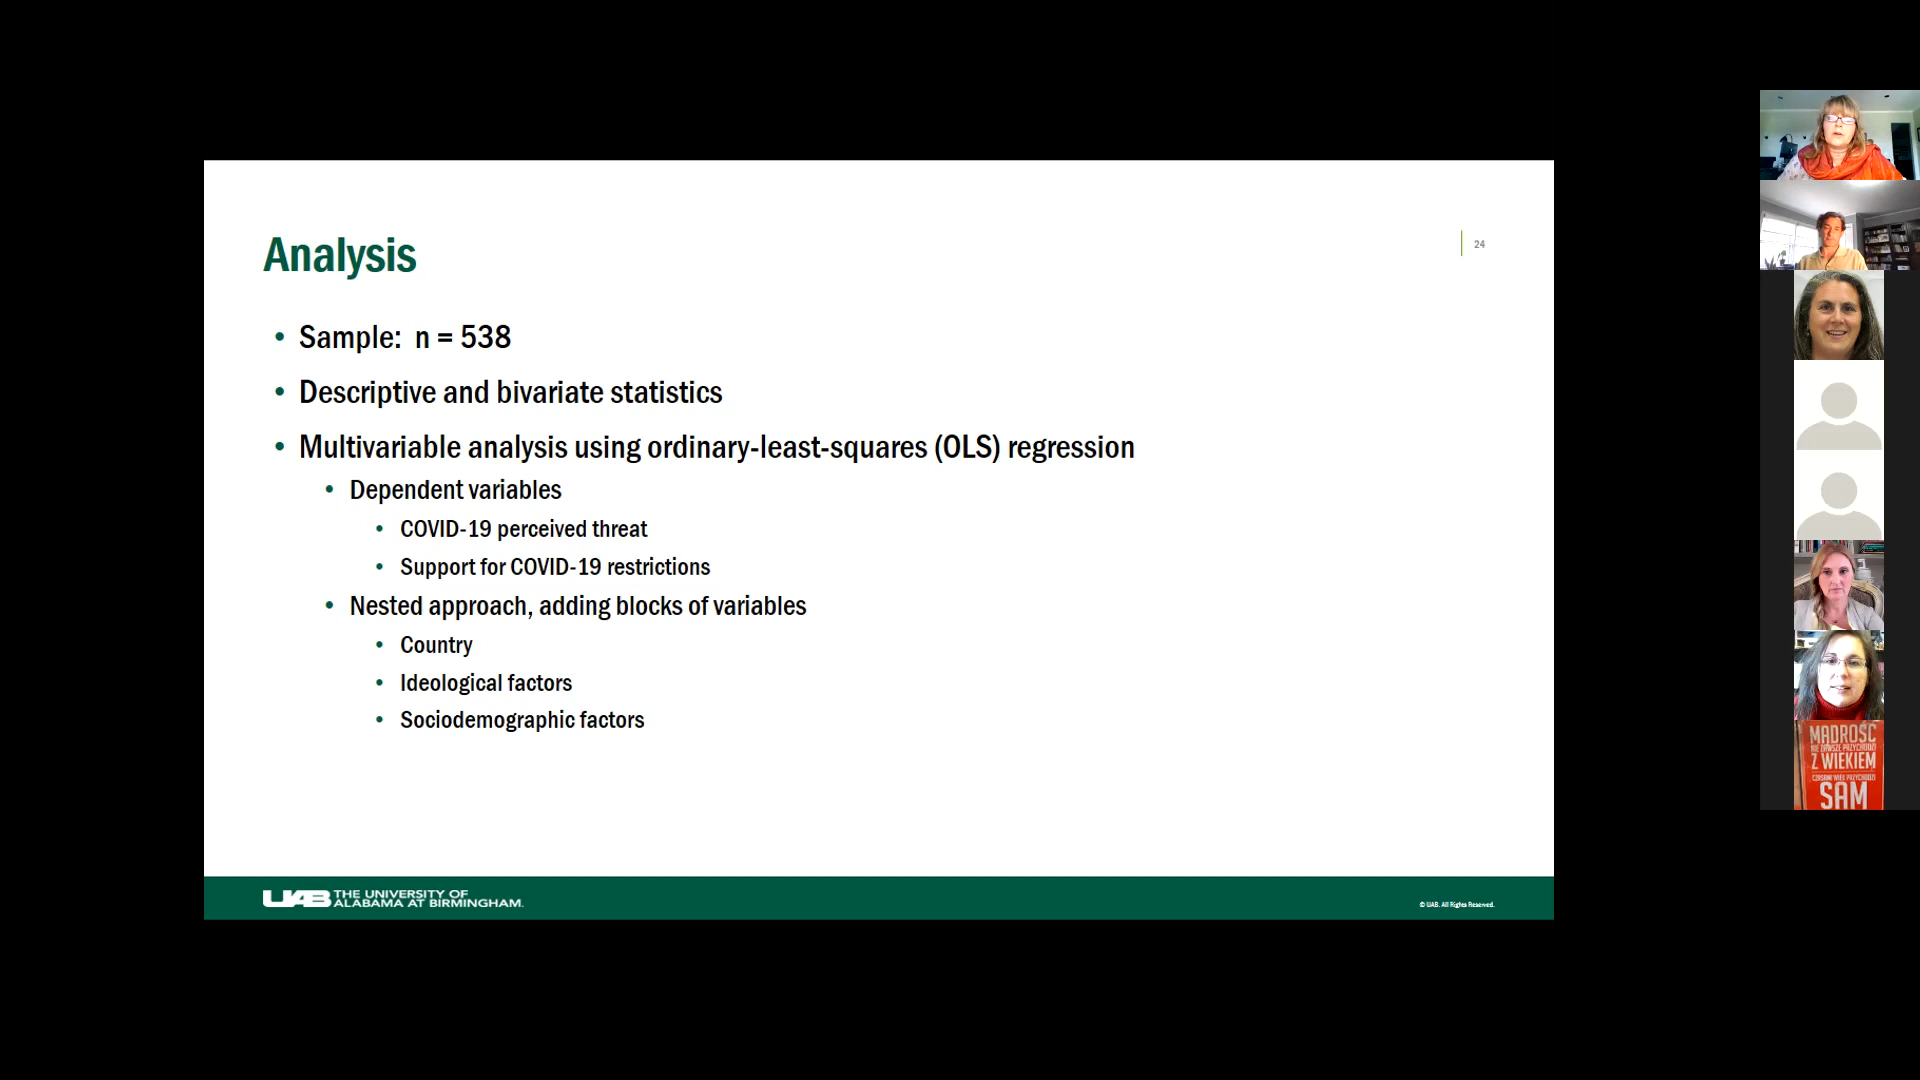 Analysis
24
• Sample: n = 538
• Descriptive and bivariate statistics
• Multivariable analysis using ordinary-least-squares (OLS) regression
• Dependent variables
• COVID-19 perceived threat
• Support for COVID-19 restrictions
• Nested approach, adding blocks of variables
• Country
• Ideological factors
• Sociodemographic factors
UAB THE UNIVERSITY OF
ALABAMA AT BIRMINGHAM.
© UAB. All Rights Reserved.
MĄDROŚĆ
NIE ZAWSZE PRZYCHODZI
Z WIEKIEM
CZASAMI WIEK PRZYCHODZI
SAM